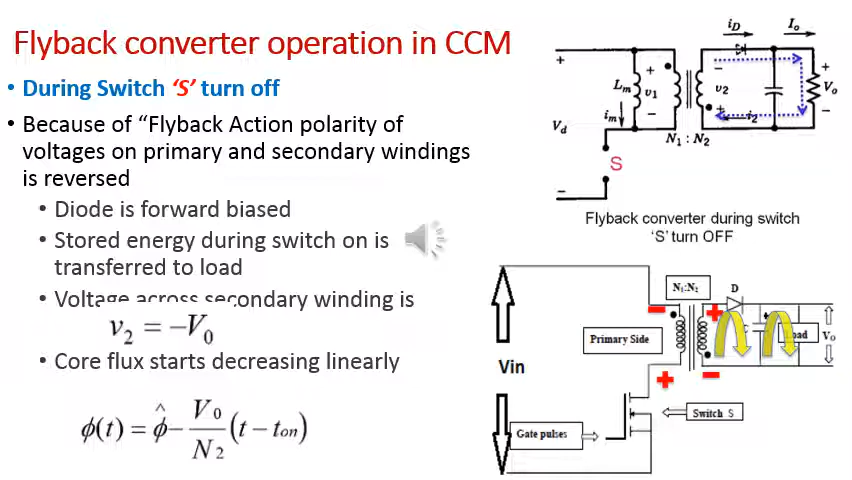 Flyback converter operation in CCM
• During Switch ‘S’ turn off
• Because of “Flyback Action polarity of
voltages on primary and secondary windings
is reversed
• Diode is forward biased
• Stored energy during switch on is
transferred to load
• Voltage across secondary winding is
v₂ = −V₀
• Core flux starts decreasing linearly
ϕ(t) = ϕ̂ − V₀/N₂ (t − tₒₙ)
i_D I_o
+ L_m + v₁ − − v₂ + + V_o −
i_m i₂
V_d N₁ : N₂
S
−
Flyback converter during switch
‘S’ turn OFF
N₁:N₂ D
− +
Primary Side C Load V₀
Vin + −
Switch S
Gate pulses